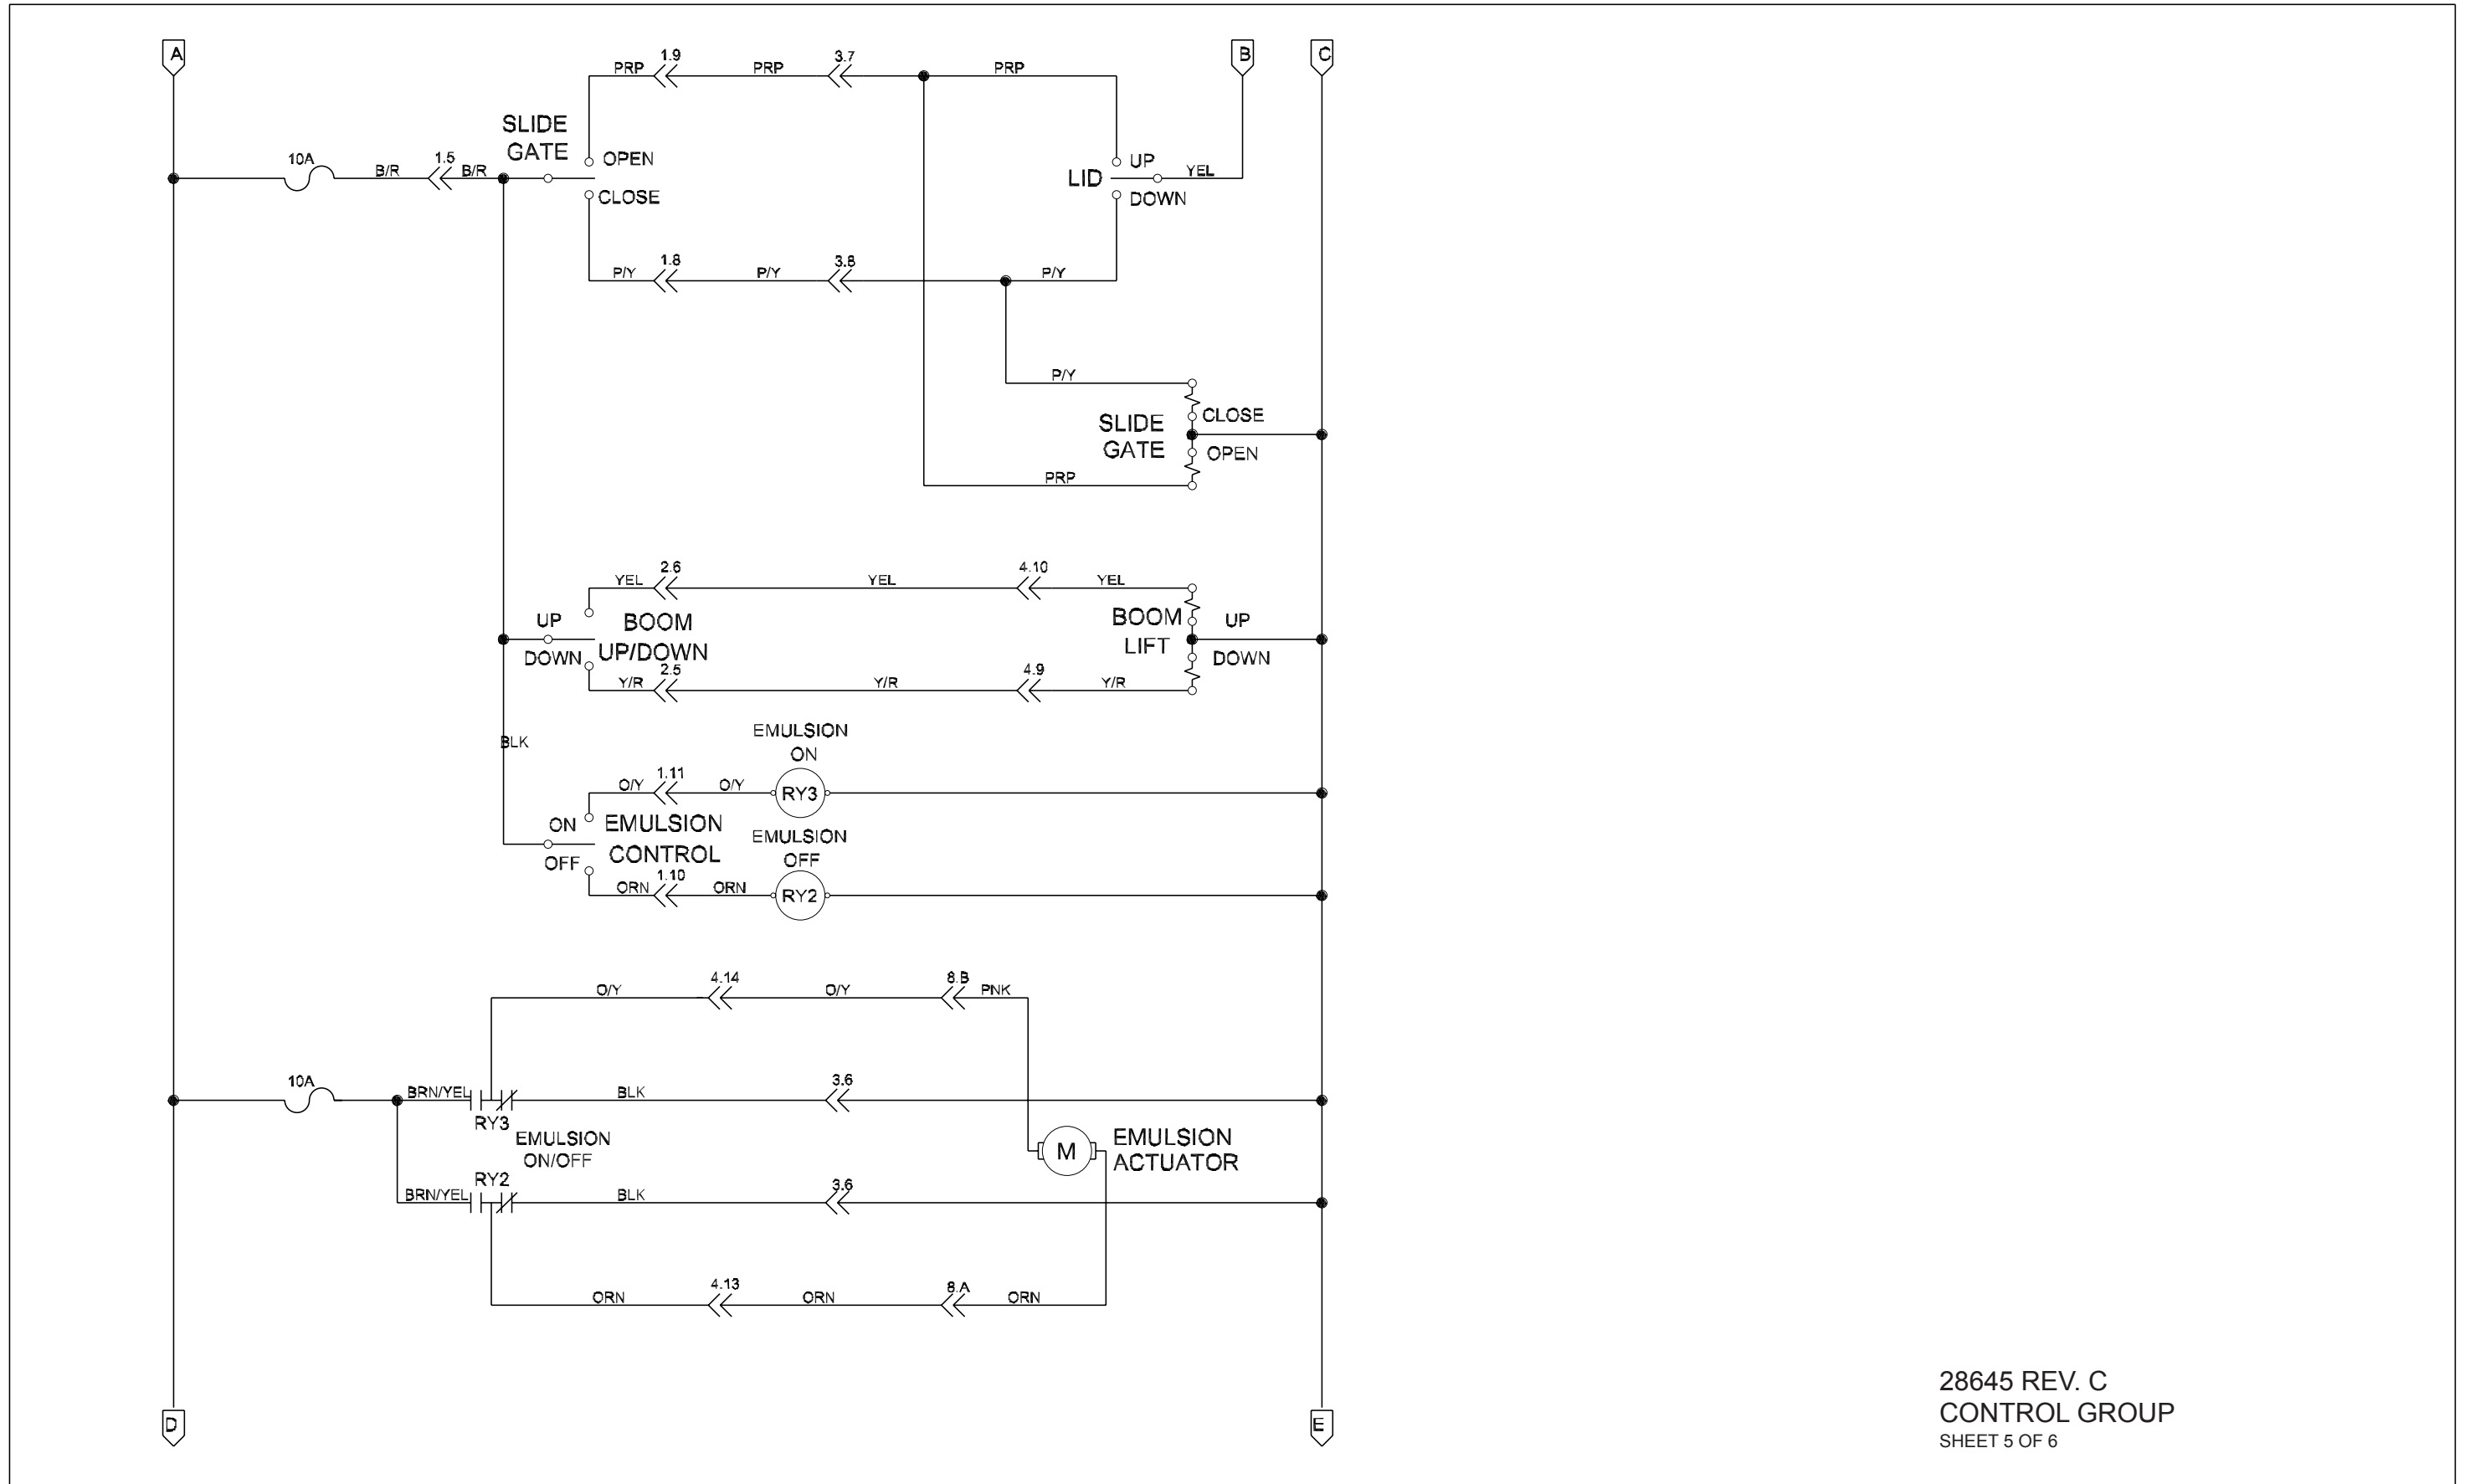 A
B
C
PRP
1.9
PRP
3.7
PRP
SLIDE
GATE
OPEN
CLOSE
10A
B/R
1.5
B/R
UP
LID
DOWN
YEL
P/Y
1.8
P/Y
3.8
P/Y
P/Y
SLIDE
GATE
CLOSE
OPEN
PRP
YEL
2.6
YEL
4.10
YEL
UP
DOWN
BOOM
UP/DOWN
BOOM
LIFT
UP
DOWN
Y/R
2.5
Y/R
4.9
Y/R
BLK
EMULSION
ON
O/Y
1.11
O/Y
RY3
ON
OFF
EMULSION
CONTROL
EMULSION
OFF
ORN
1.10
ORN
RY2
O/Y
4.14
O/Y
8.B
PNK
10A
BRN/YEL
RY3
BLK
3.6
EMULSION
ON/OFF
M
EMULSION
ACTUATOR
RY2
BRN/YEL
BLK
3.6
ORN
4.13
ORN
8.A
ORN
D
E
28645 REV. C
CONTROL GROUP
SHEET 5 OF 6